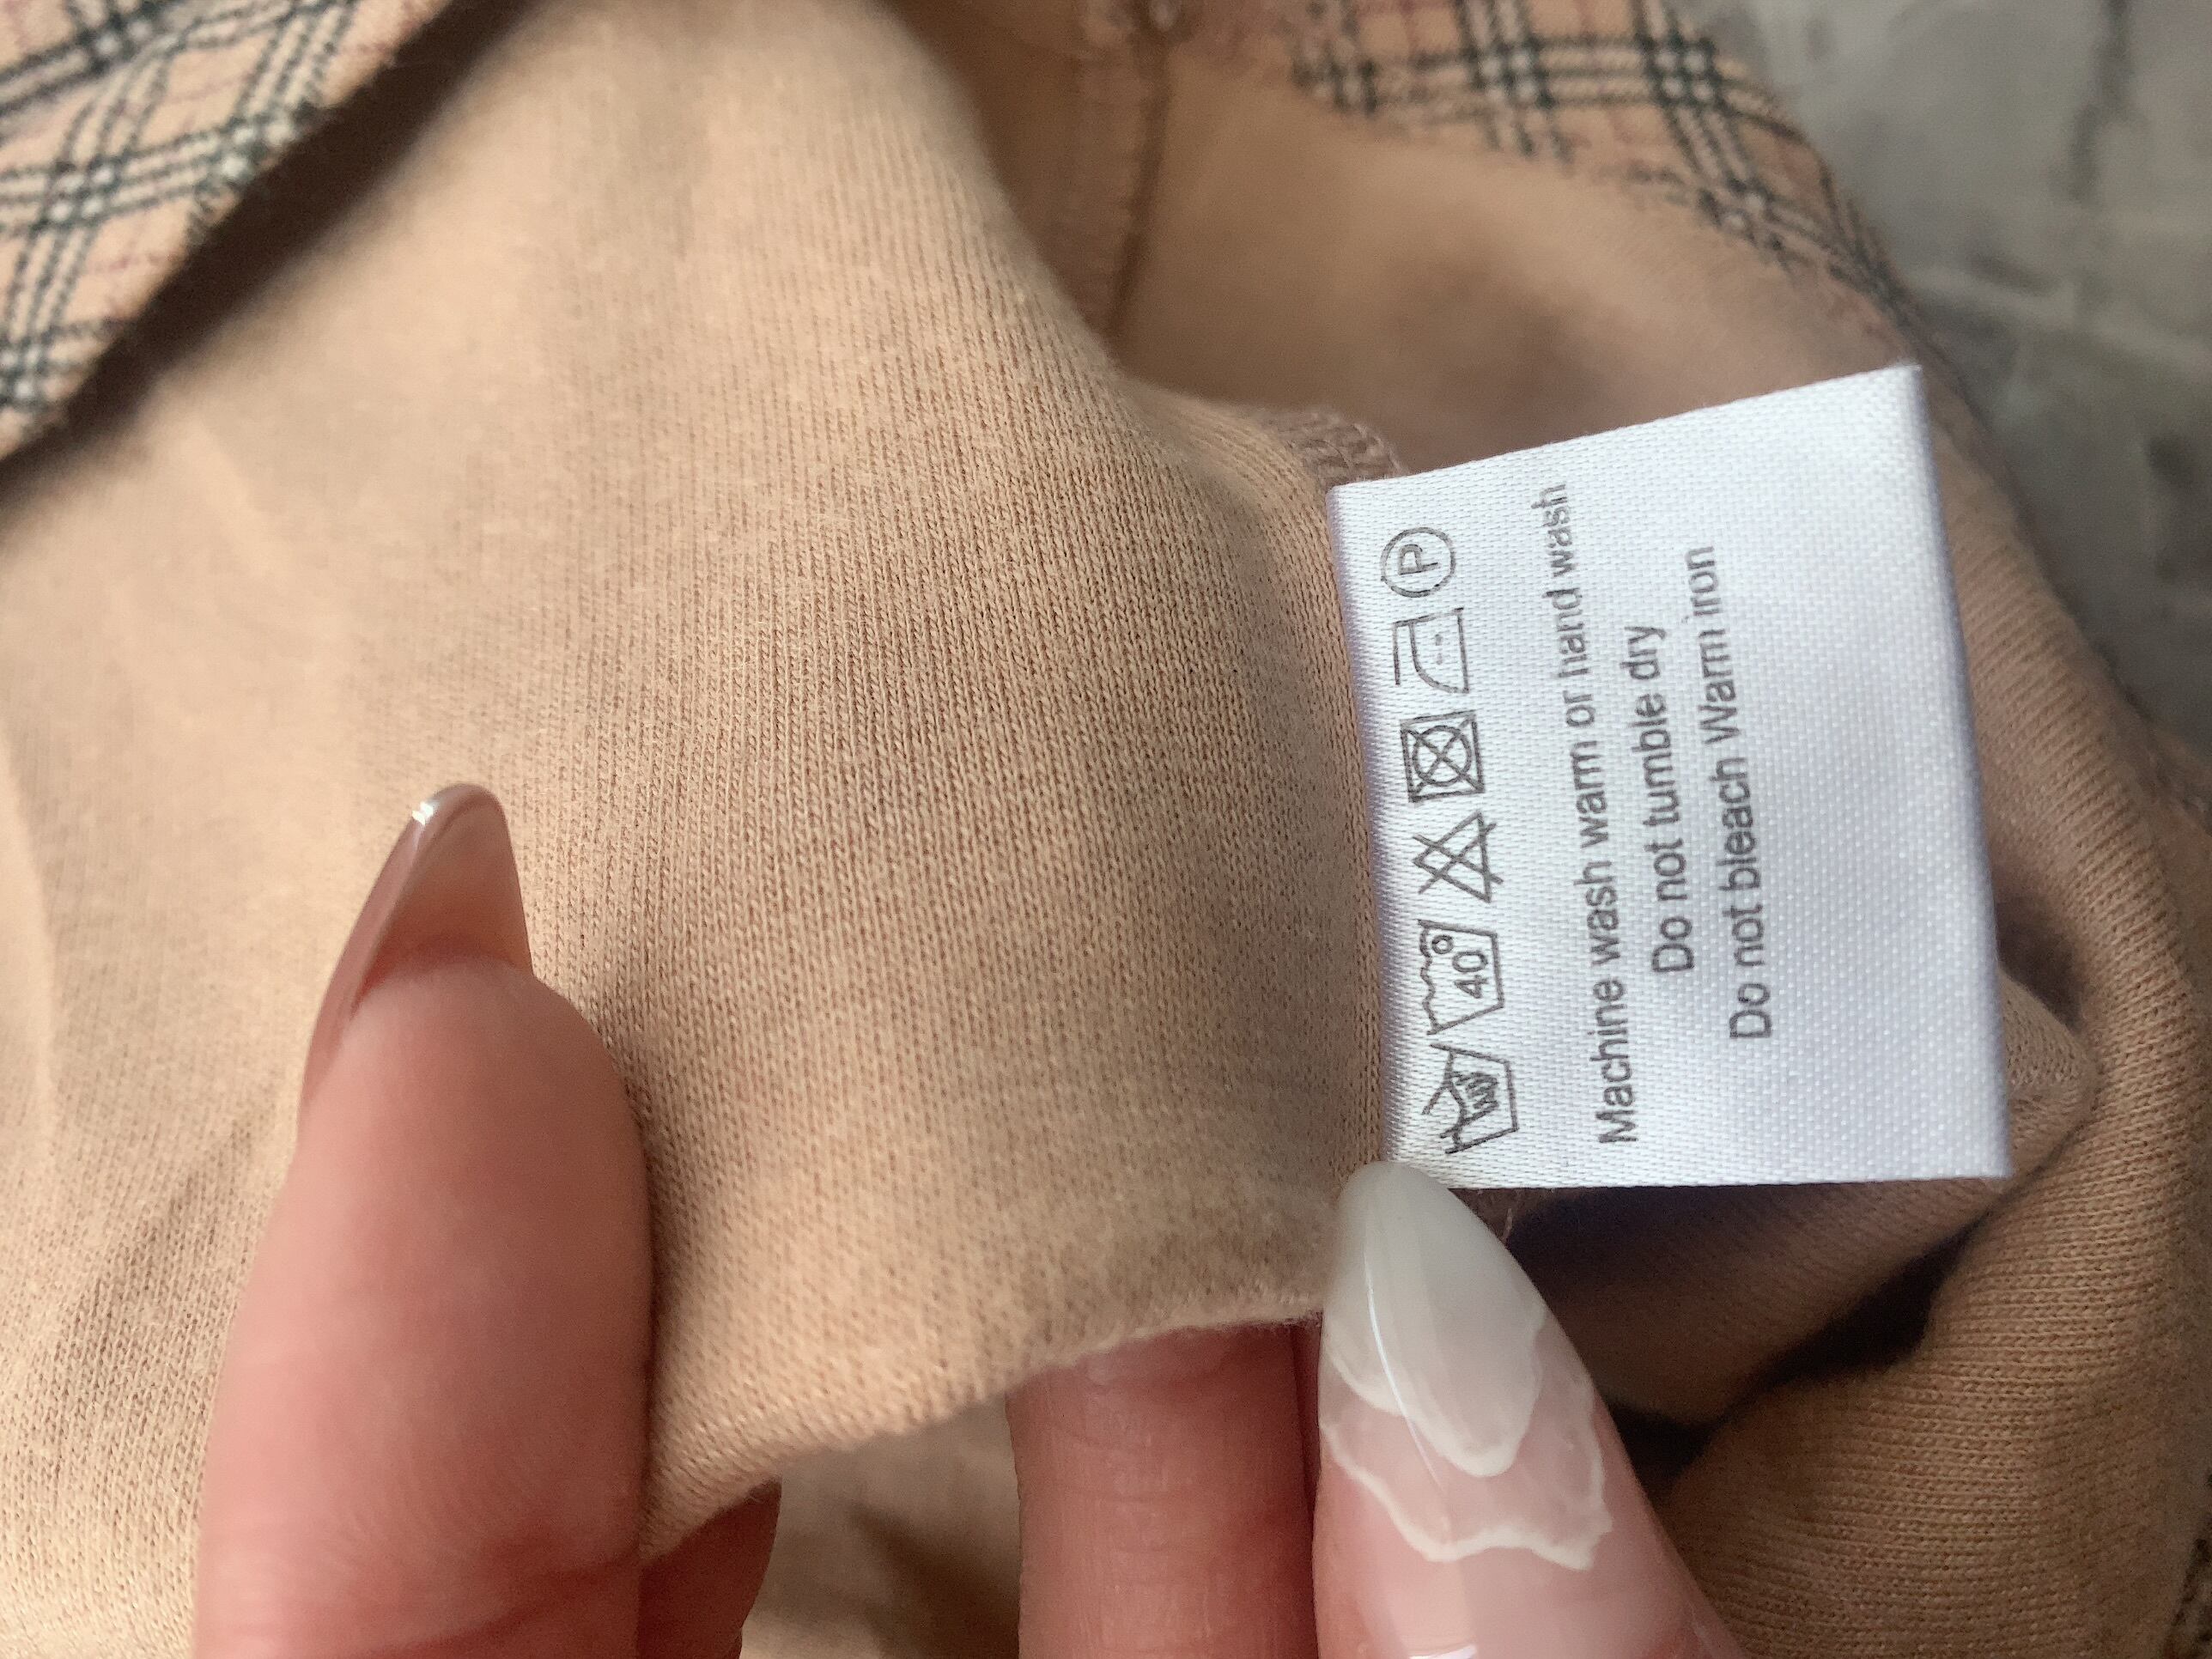 40° P
Machine wash warm or hand wash
Do not tumble dry
Do not bleach Warm iron